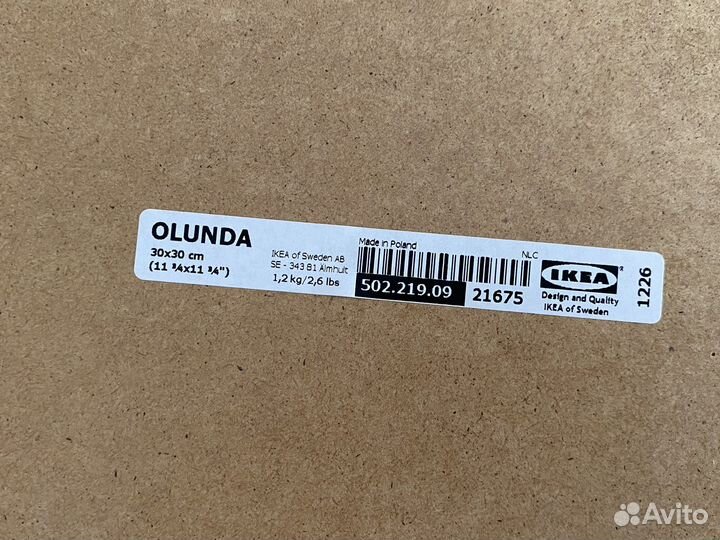 OLUNDA
30x30 cm
(11 ¾x11 ¾")
IKEA of Sweden AB
SE - 343 81 Älmhult
1,2 kg/2,6 lbs
Made in Poland
NLC
502.219.09 21675
IKEA
Design and Quality
IKEA of Sweden
1226
Avito